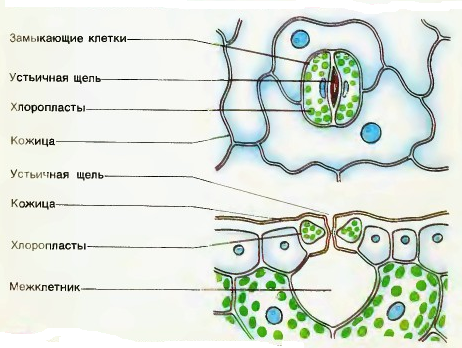 Замыкающие клетки
Устьичная щель
Хлоропласты
Кожица
Устьичная щель
Кожица
Хлоропласты
Межклетник